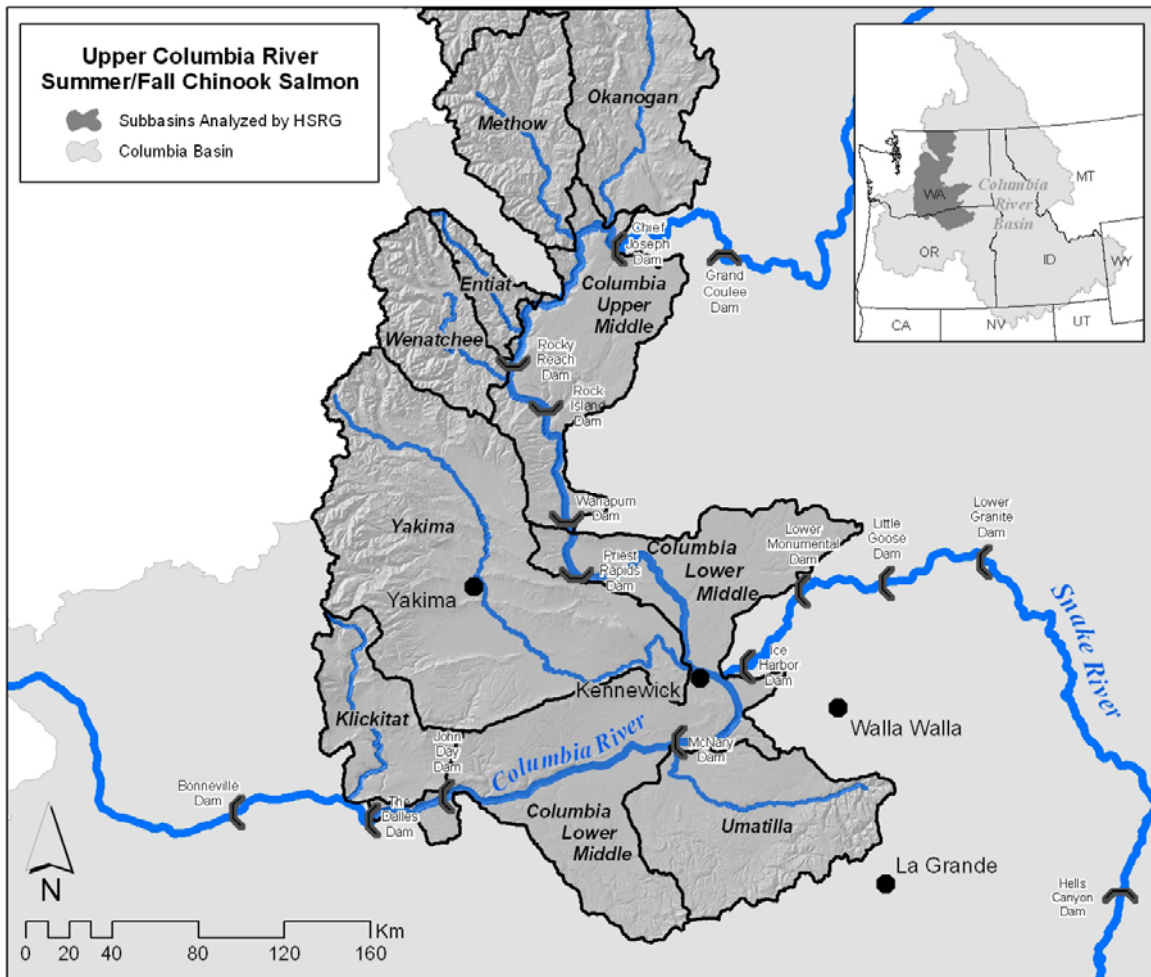 Upper Columbia River
Summer/Fall Chinook Salmon
Subbasins Analyzed by HSRG
Columbia Basin
Okanogan
Methow
Chief
Joseph
Dam
Grand
Coulee
Dam
Entiat
Columbia
Upper
Middle
Wenatchee
Rocky
Reach
Dam
Rock
Island
Dam
Wanapum
Dam
Yakima
Yakima
Priest
Rapids
Dam
Columbia
Lower
Middle
Lower
Monumental
Dam
Little
Goose
Dam
Lower
Granite
Dam
Snake River
Ice
Harbor
Dam
Kennewick
Walla Walla
Klickitat
John
Day
Dam
Columbia River
McNary
Dam
Bonneville
Dam
The
Dalles
Dam
Columbia
Lower
Middle
Umatilla
La Grande
Hells
Canyon
Dam
N
0 20 40 80 120 160
Km
WA
MT
Columbia
River
Basin
OR
ID
WY
CA
NV
UT